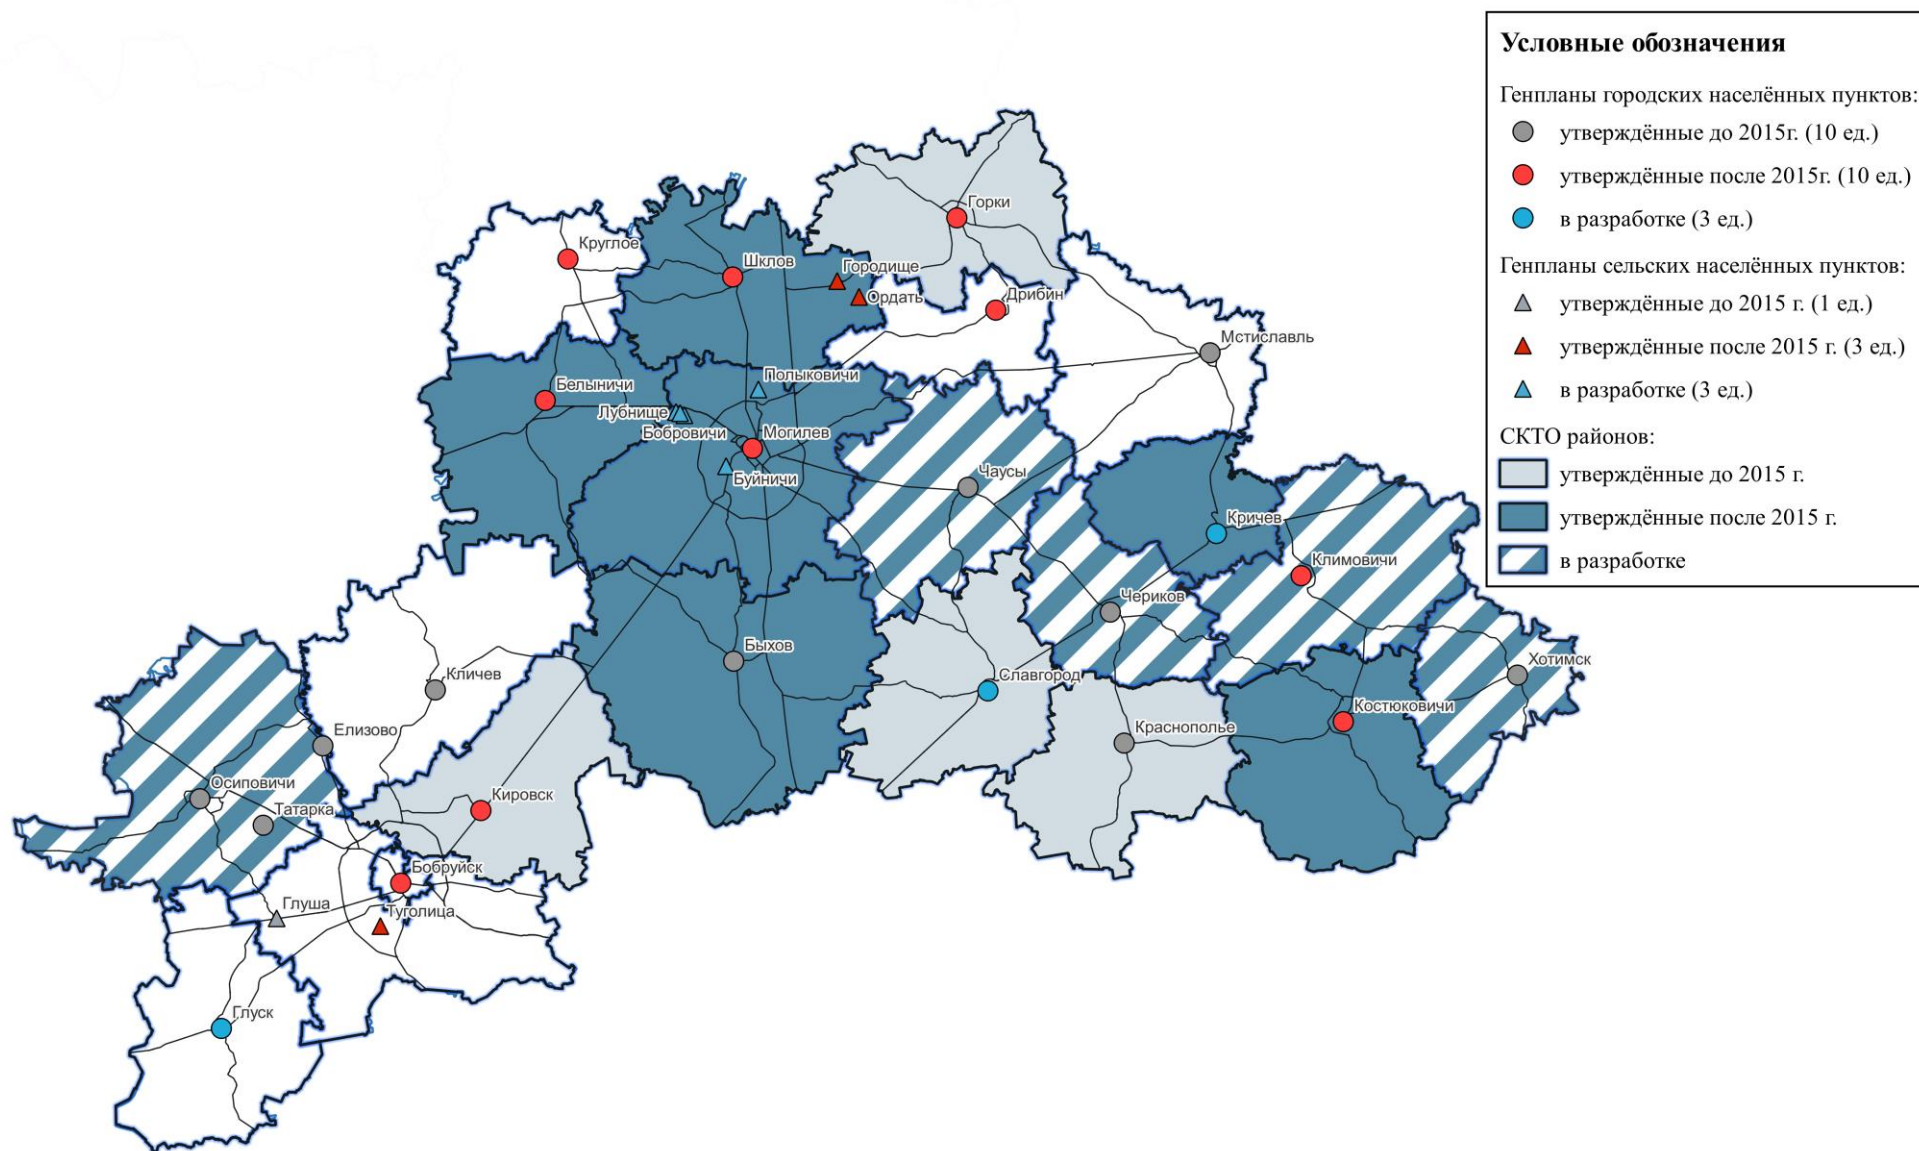 Условные обозначения
Генпланы городских населённых пунктов:
утверждённые до 2015г. (10 ед.)
утверждённые после 2015г. (10 ед.)
в разработке (3 ед.)
Генпланы сельских населённых пунктов:
утверждённые до 2015 г. (1 ед.)
утверждённые после 2015 г. (3 ед.)
в разработке (3 ед.)
СКТО районов:
утверждённые до 2015 г.
утверждённые после 2015 г.
в разработке
Горки
Круглое
Шклов
Городище
Ордать
Дрибин
Мстиславль
Полыковичи
Белыничи
Лубнище
Бобровичи
Могилев
Буйничи
Чаусы
Кричев
Климовичи
Чериков
Быхов
Хотимск
Славгород
Кличев
Костюковичи
Краснополье
Елизово
Осиповичи
Кировск
Татарка
Бобруйск
Глуша
Туголица
Глуск